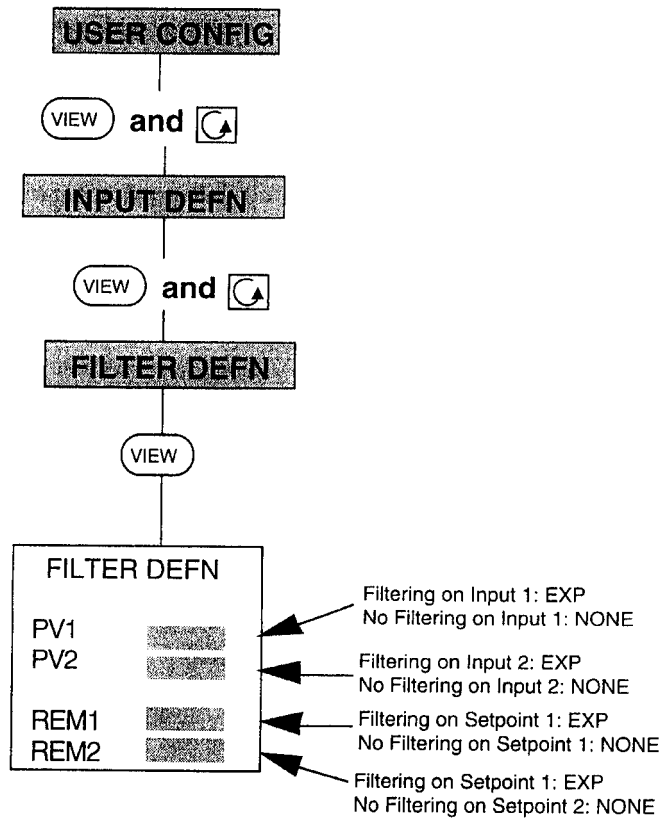 USER CONFIG
VIEW and
INPUT DEFN
VIEW and
FILTER DEFN
VIEW
FILTER DEFN
PV1
PV2
REM1
REM2
Filtering on Input 1: EXP
No Filtering on Input 1: NONE
Filtering on Input 2: EXP
No Filtering on Input 2: NONE
Filtering on Setpoint 1: EXP
No Filtering on Setpoint 1: NONE
Filtering on Setpoint 1: EXP
No Filtering on Setpoint 2: NONE